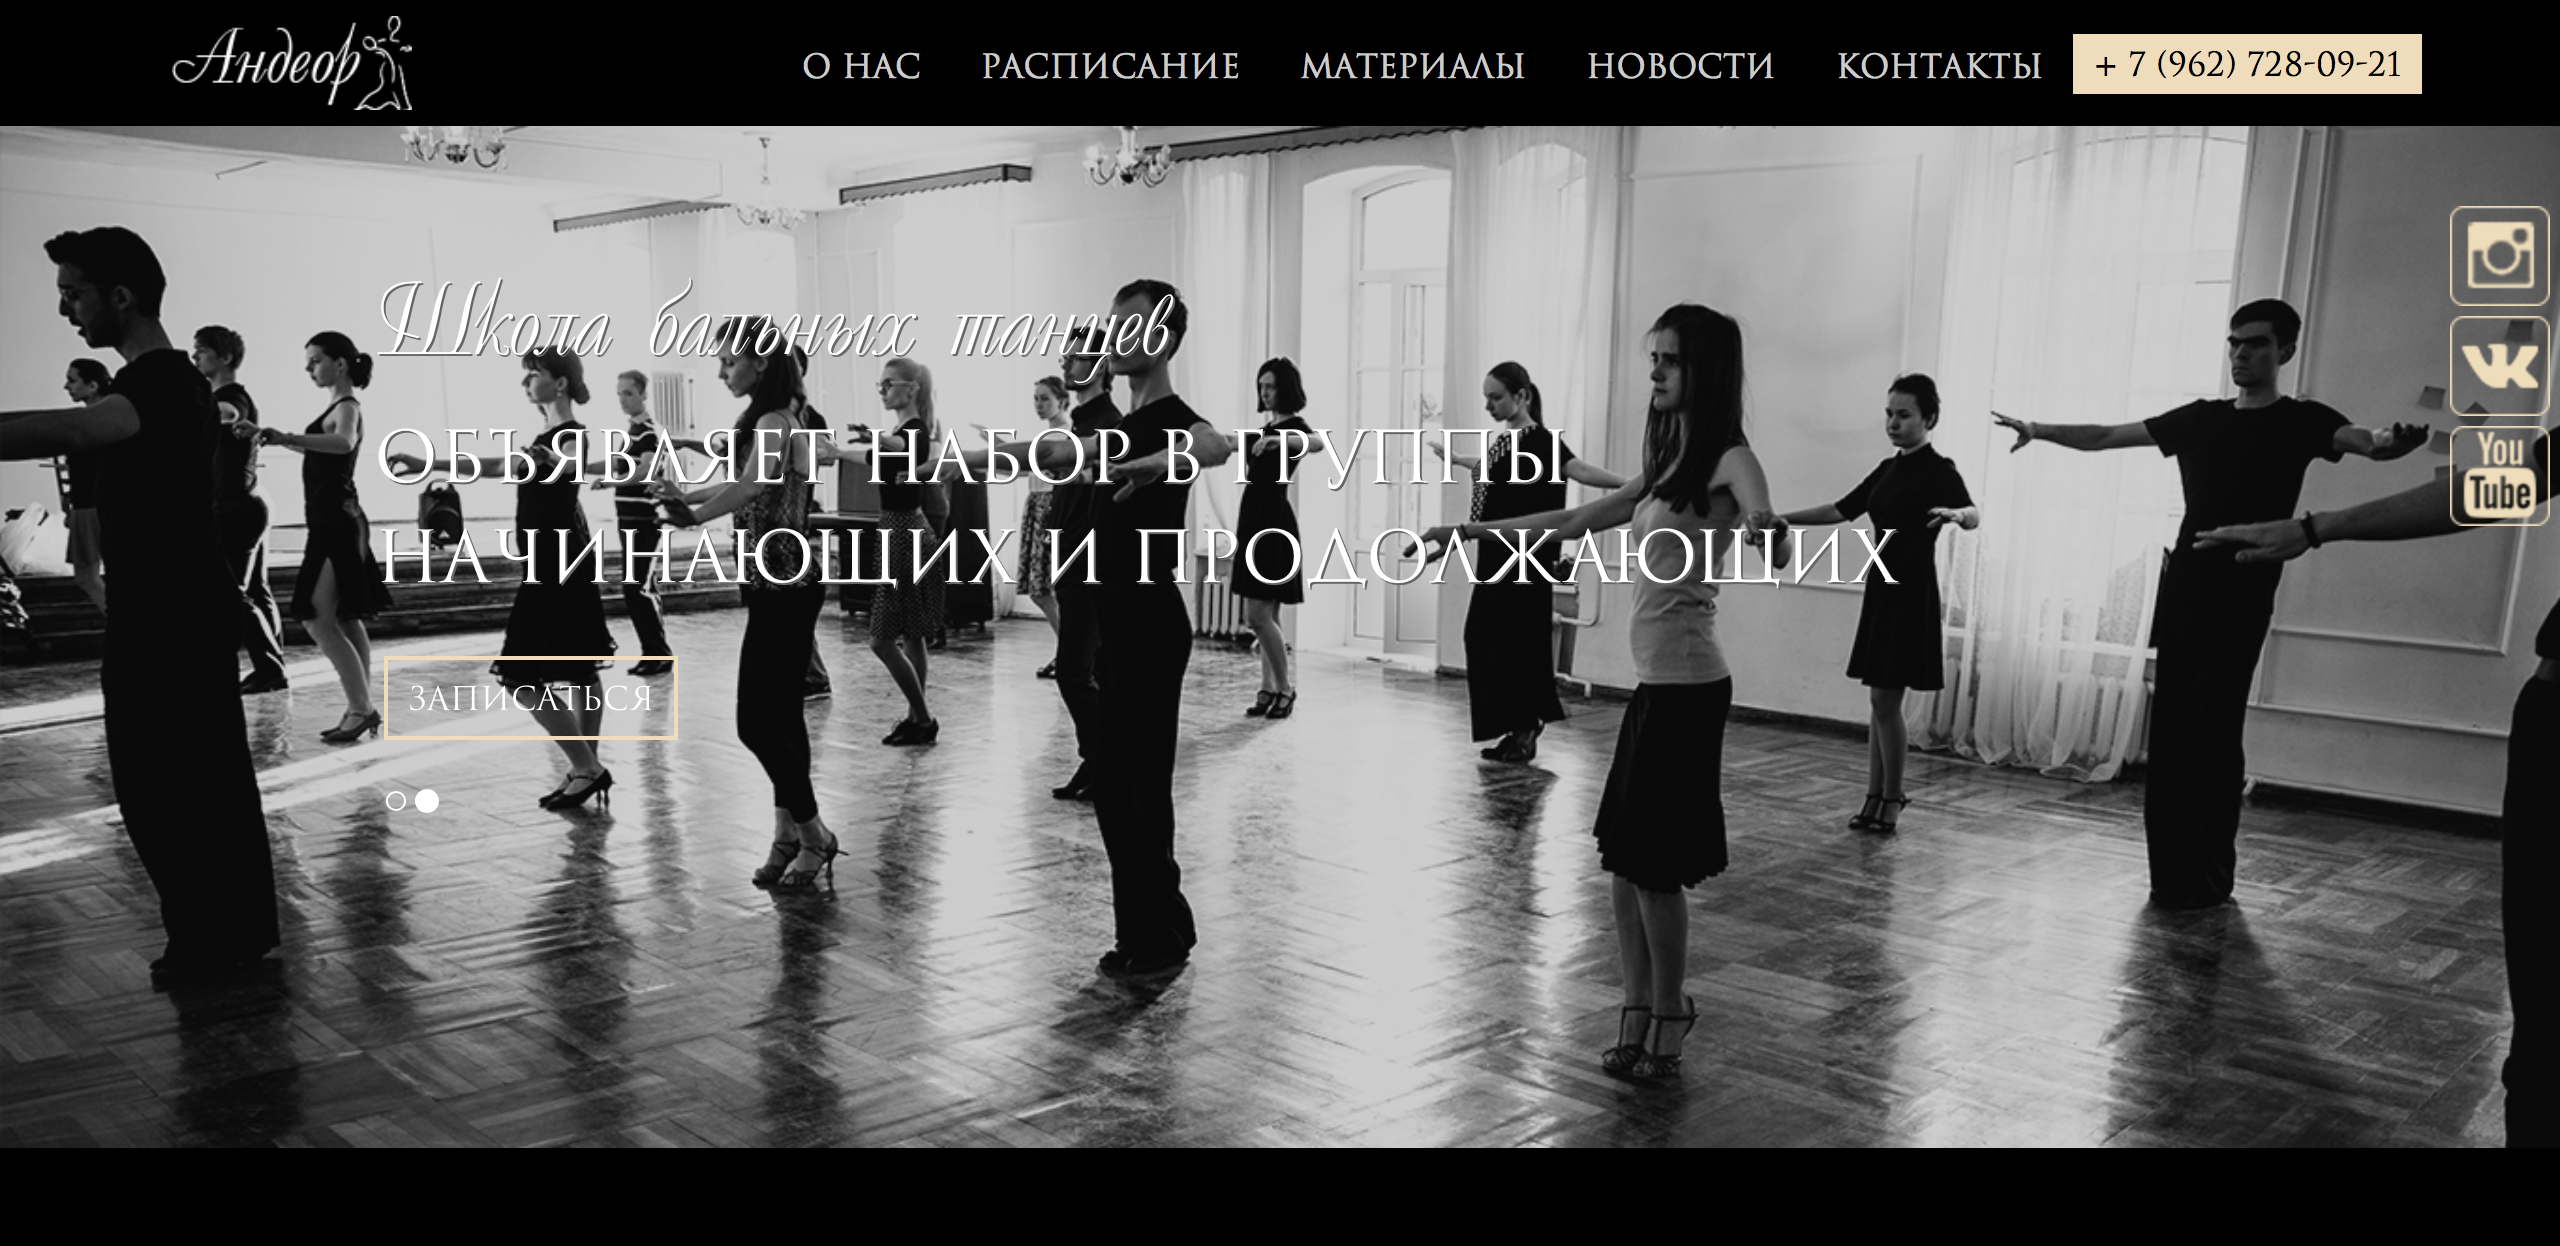 Андеор
О НАС
РАСПИСАНИЕ
МАТЕРИАЛЫ
НОВОСТИ
КОНТАКТЫ
+ 7 (962) 728-09-21
Школа бальных танцев
ОБЪЯВЛЯЕТ НАБОР В ГРУППЫ
НАЧИНАЮЩИХ И ПРОДОЛЖАЮЩИХ
ЗАПИСАТЬСЯ
You
Tube